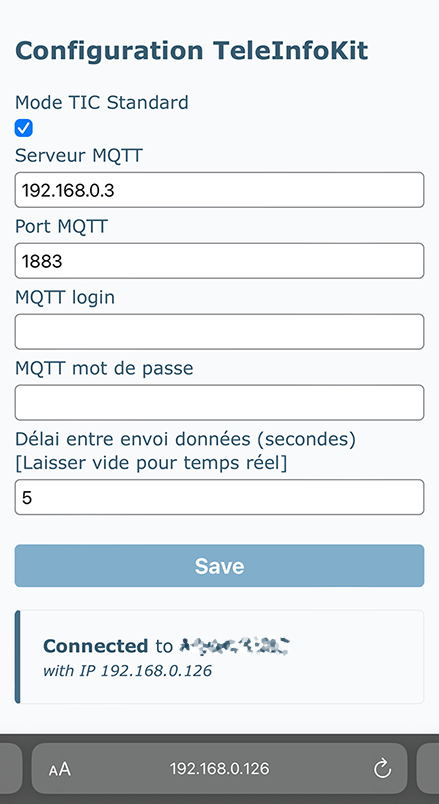 Configuration TeleInfoKit
Mode TIC Standard
Serveur MQTT
192.168.0.3
Port MQTT
1883
MQTT login
MQTT mot de passe
Délai entre envoi données (secondes)
[Laisser vide pour temps réel]
5
Save
Connected to
with IP 192.168.0.126
AA
192.168.0.126